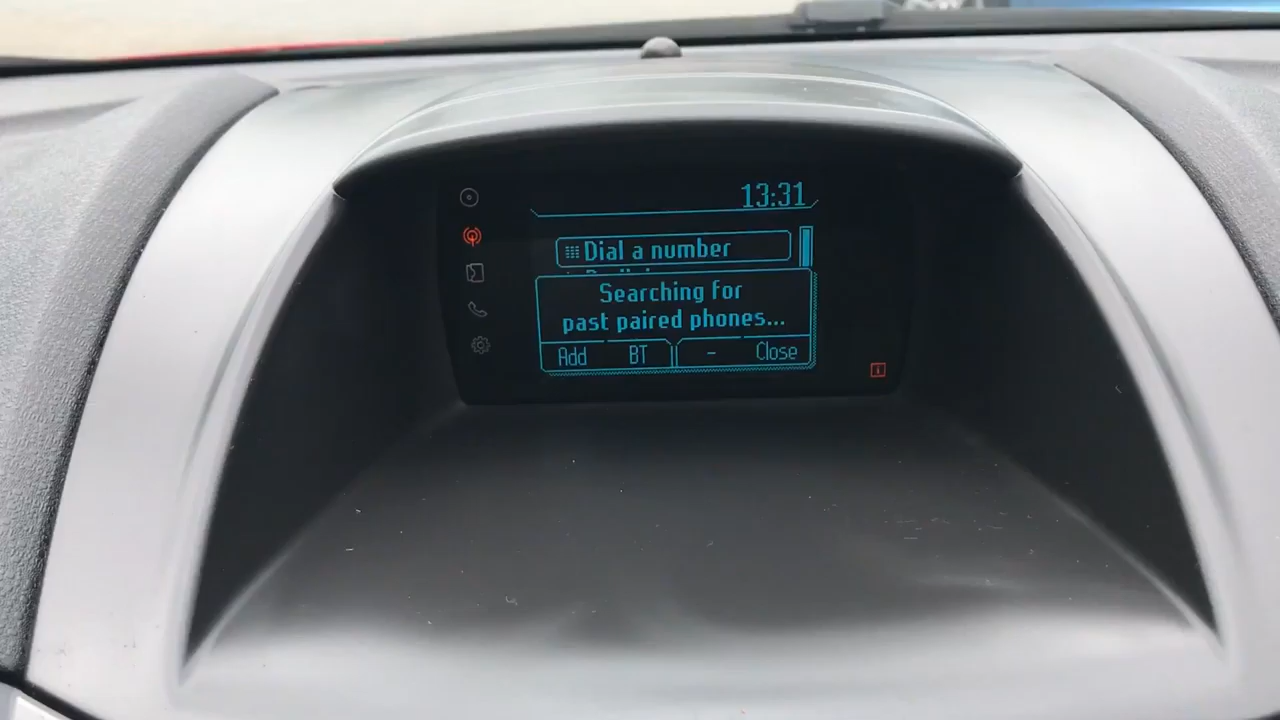 13:31
Dial a number
Searching for
past paired phones...
Add BT - Close